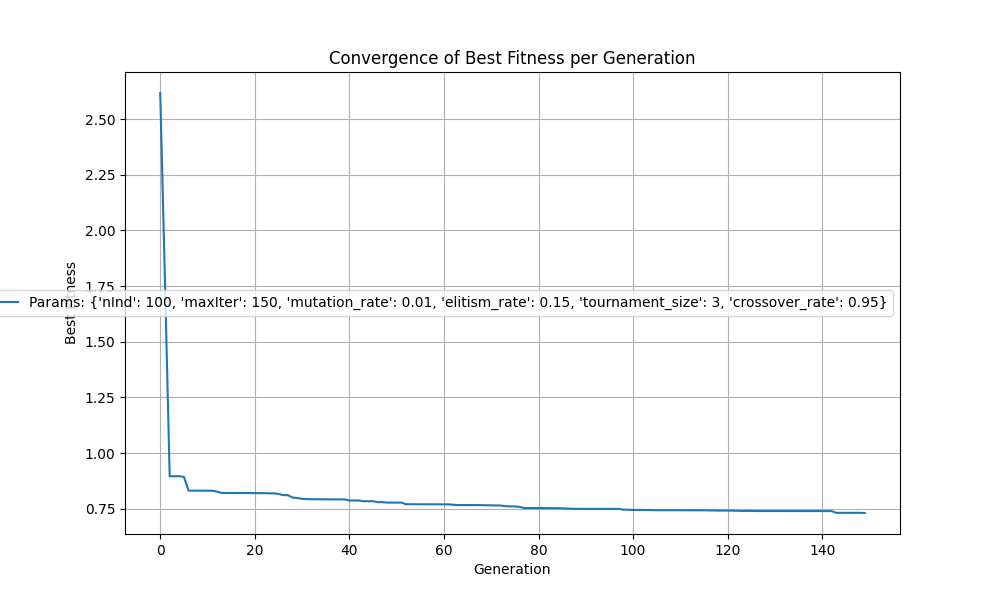 Convergence of Best Fitness per Generation
2.50
2.25
2.00
1.75
1.50
1.25
1.00
0.75
Best Fitness
Params: {'nInd': 100, 'maxIter': 150, 'mutation_rate': 0.01, 'elitism_rate': 0.15, 'tournament_size': 3, 'crossover_rate': 0.95}
0 20 40 60 80 100 120 140
Generation